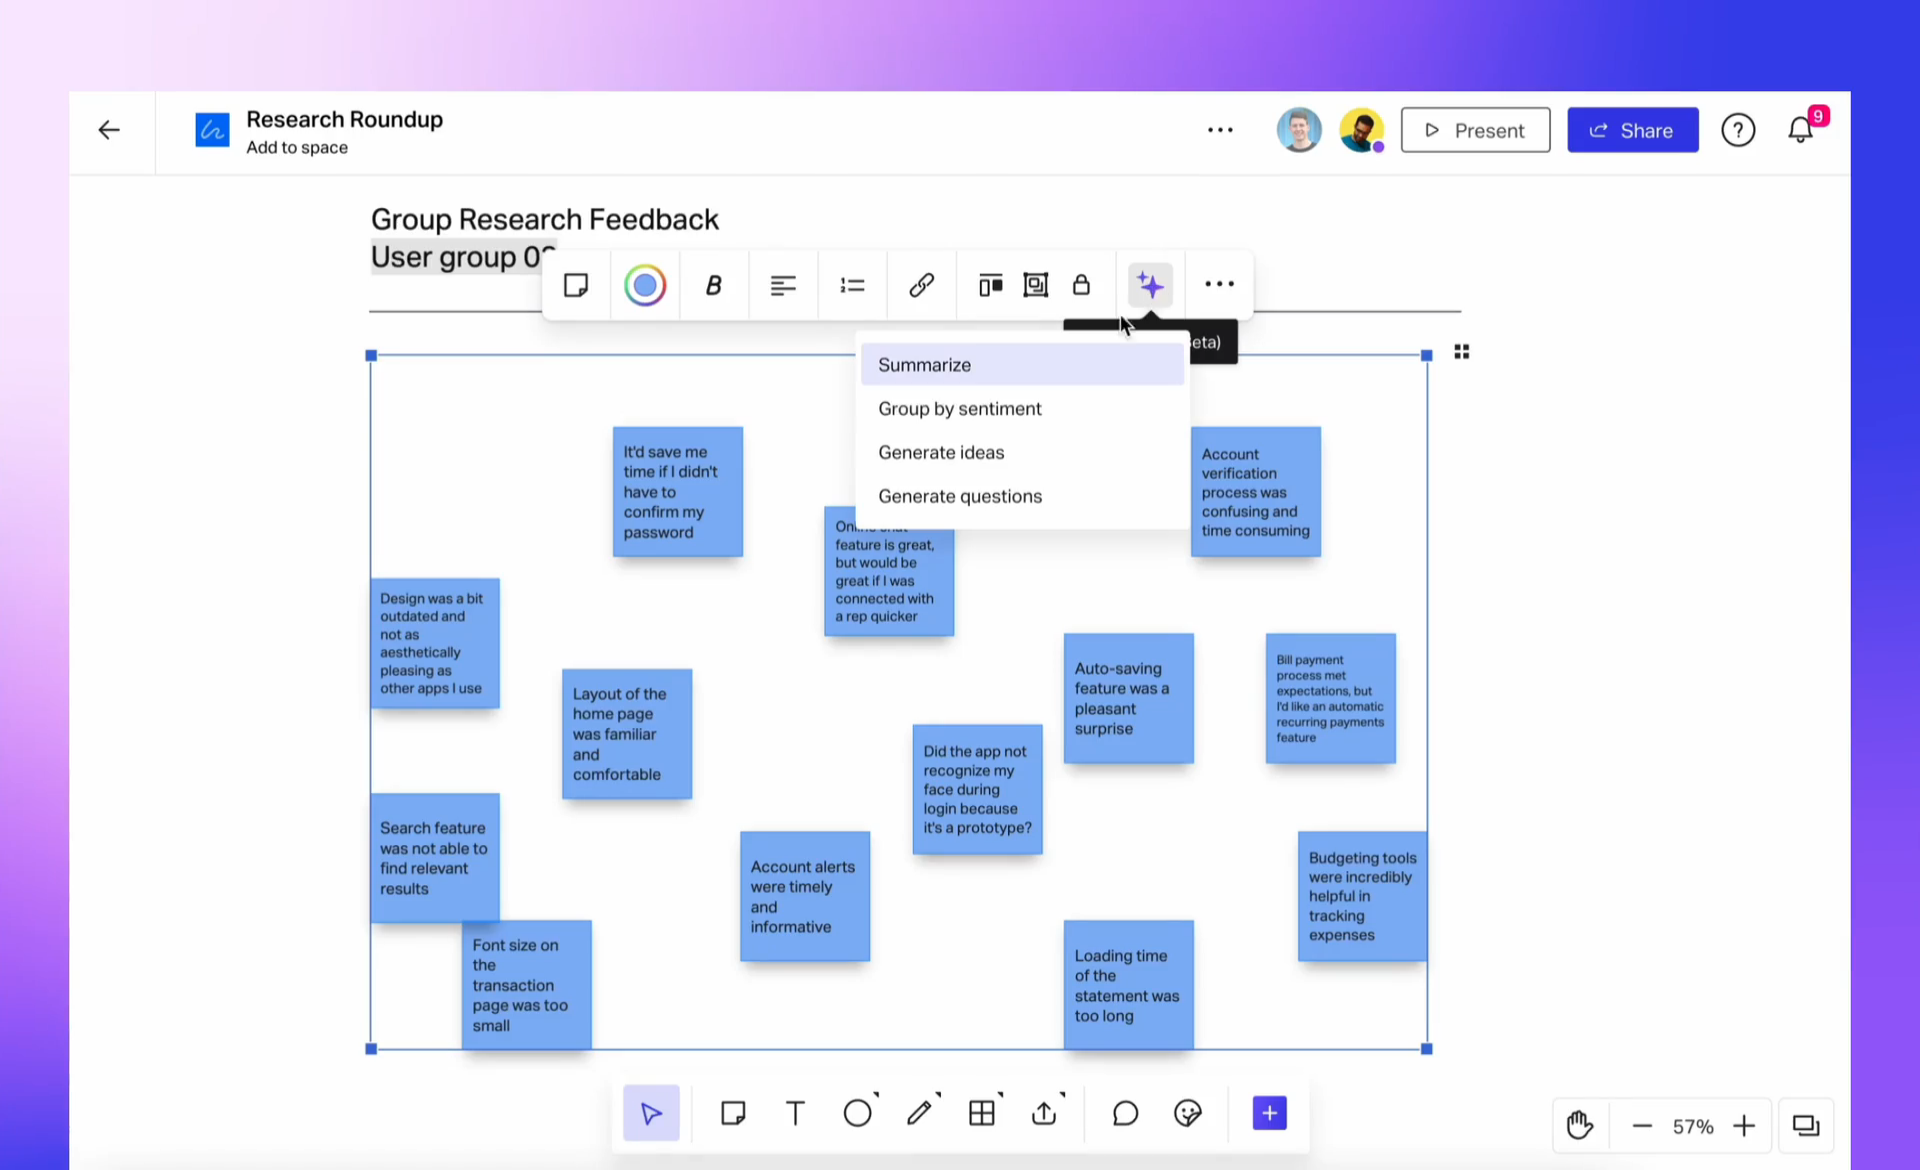 Research Roundup
Add to space
Present
Share
9
Group Research Feedback
User group
B
eta)
Summarize
Group by sentiment
Generate ideas
Generate questions
It'd save me
time if I didn't
have to
confirm my
password
feature is great,
but would be
great if I was
connected with
a rep quicker
Account
verification
process was
confusing and
time consuming
Design was a bit
outdated and
not as
aesthetically
pleasing as
other apps I use
Layout of the
home page
was familiar
and
comfortable
Auto-saving
feature was a
pleasant
surprise
Bill payment
process met
expectations, but
I'd like an automatic
recurring payments
feature
Did the app not
recognize my
face during
login because
it's a prototype?
Search feature
was not able to
find relevant
results
Account alerts
were timely
and
informative
Budgeting tools
were incredibly
helpful in
tracking
expenses
Font size on
the
transaction
page was too
small
Loading time
of the
statement was
too long
57%